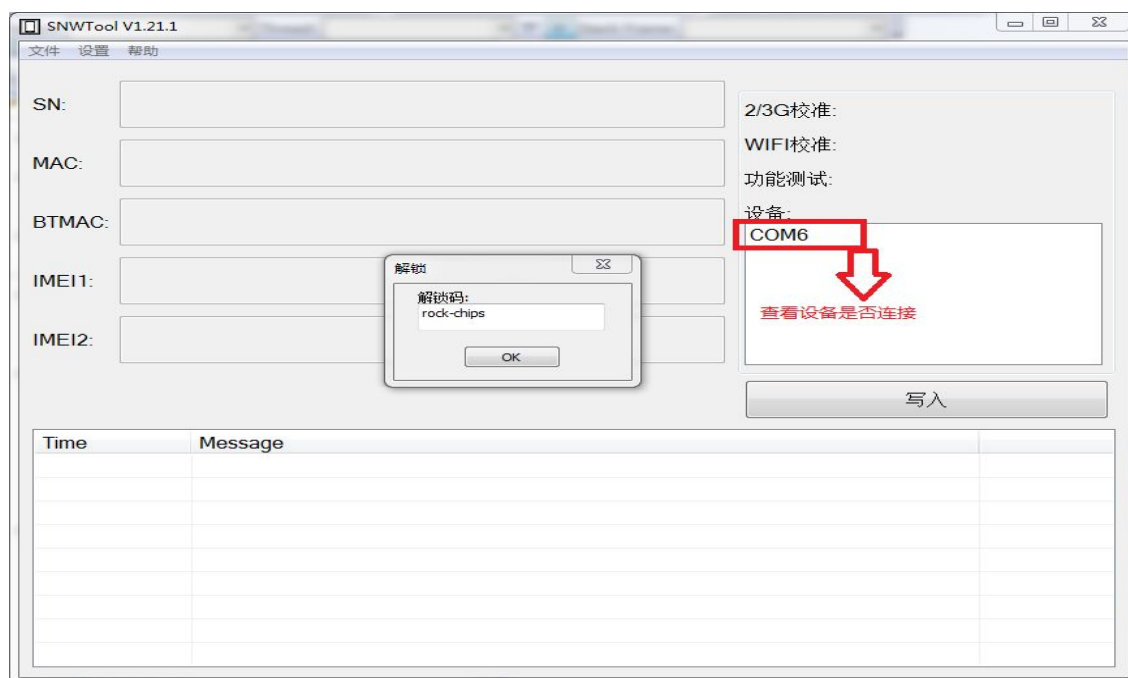 SNWTool V1.21.1
文件 设置 帮助
SN:
MAC:
BTMAC:
IMEI1:
IMEI2:
2/3G校准:
WIFI校准:
功能测试:
设备:
COM6
查看设备是否连接
解锁
解锁码:
rock-chips
OK
写入
Time Message